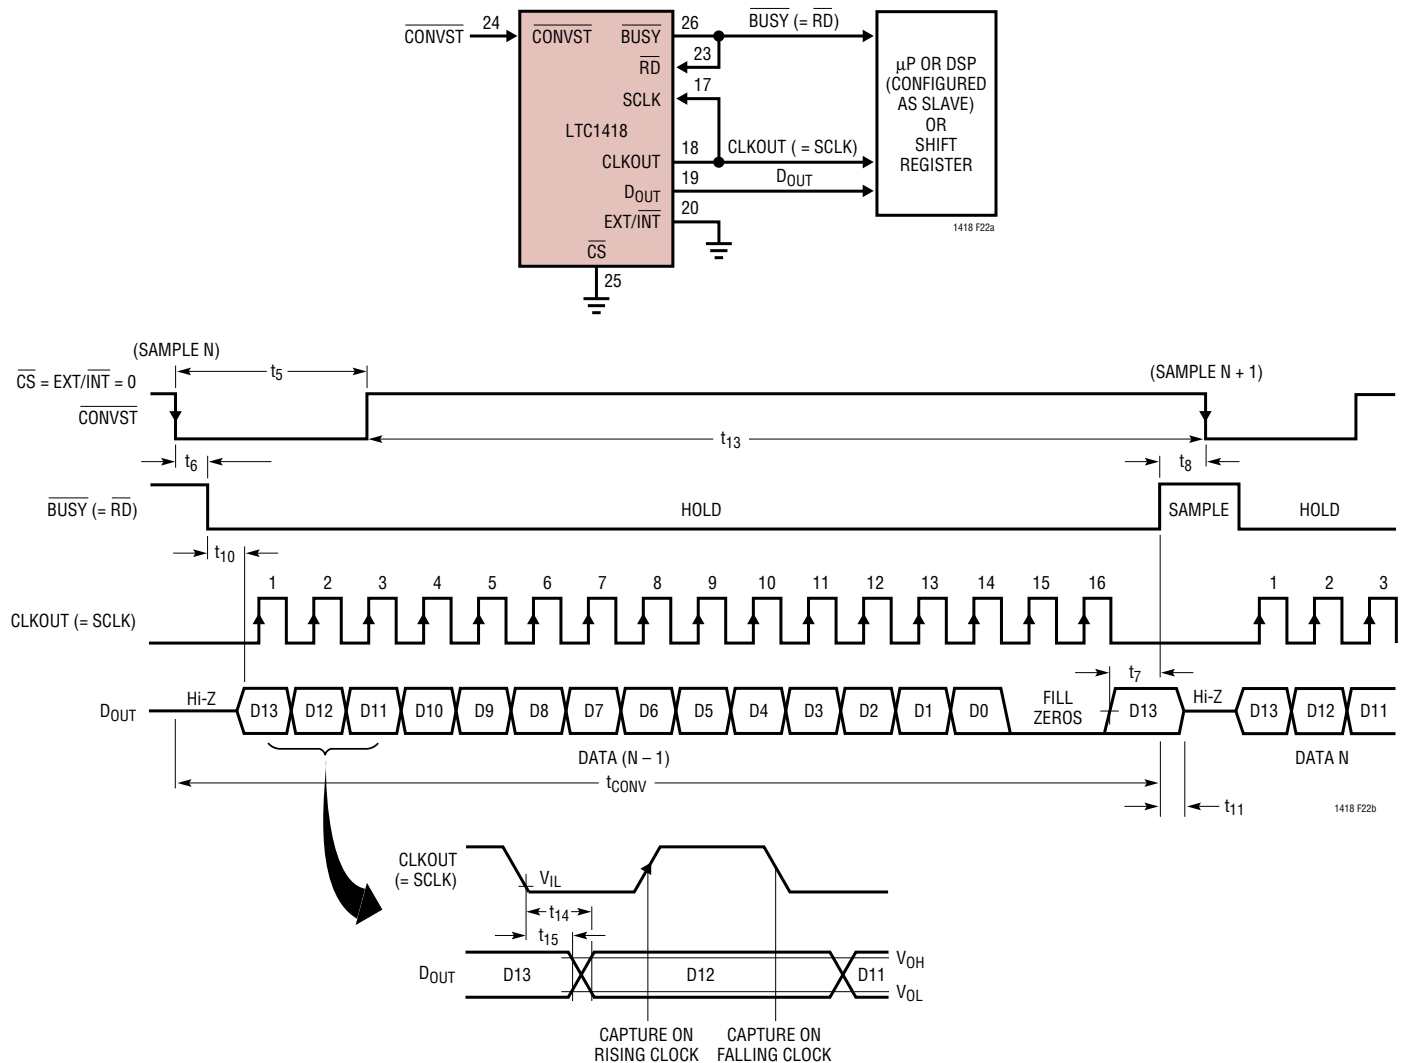 CONVST
24
CONVST
BUSY
26
BUSY (= RD)
RD
23
SCLK
17
LTC1418
CLKOUT
18
CLKOUT ( = SCLK)
DOUT
19
DOUT
EXT/INT
20
CS
25
µP OR DSP
(CONFIGURED
AS SLAVE)
OR
SHIFT
REGISTER
1418 F22a
(SAMPLE N)
(SAMPLE N + 1)
CS = EXT/INT = 0
t5
CONVST
t13
t6
t8
BUSY (= RD)
HOLD
SAMPLE
HOLD
t10
1 2 3 4 5 6 7 8 9 10 11 12 13 14 15 16 1 2 3
CLKOUT (= SCLK)
t7
DOUT
Hi-Z
D13 D12 D11 D10 D9 D8 D7 D6 D5 D4 D3 D2 D1 D0
FILL
ZEROS
D13
Hi-Z
D13 D12 D11
DATA (N – 1)
DATA N
tCONV
t11
1418 F22b
CLKOUT
(= SCLK)
VIL
t14
t15
DOUT
D13
D12
D11
VOH
VOL
CAPTURE ON
RISING CLOCK
CAPTURE ON
FALLING CLOCK